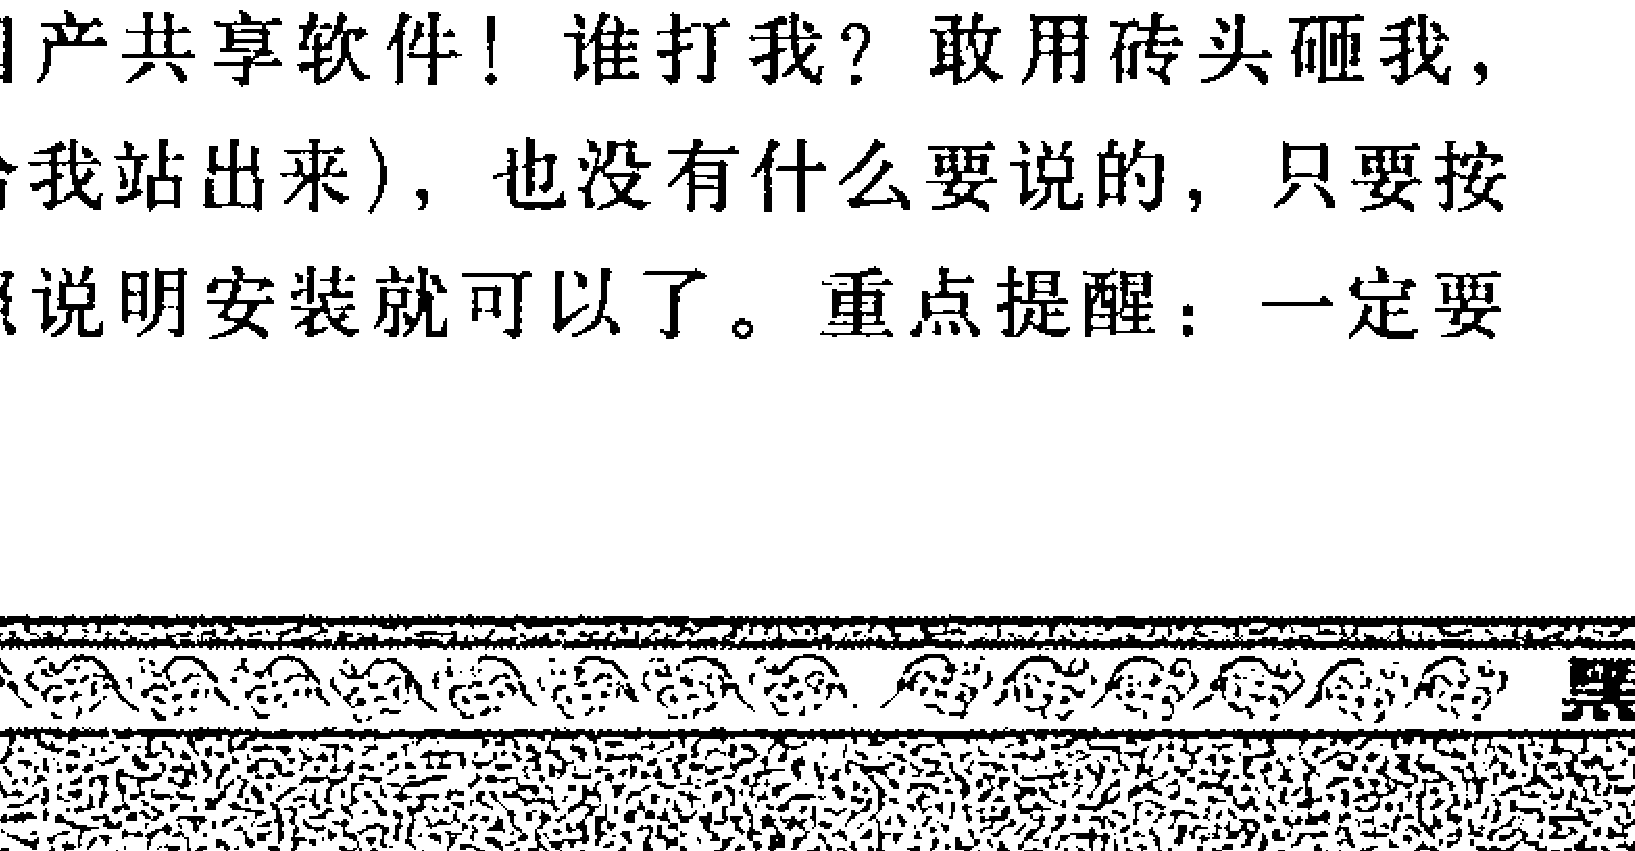 产共享软件！谁打我？敢用砖头砸我，
我站出来），也没有什么要说的，只要按
说明安装就可以了。重点提醒：一定要
黑